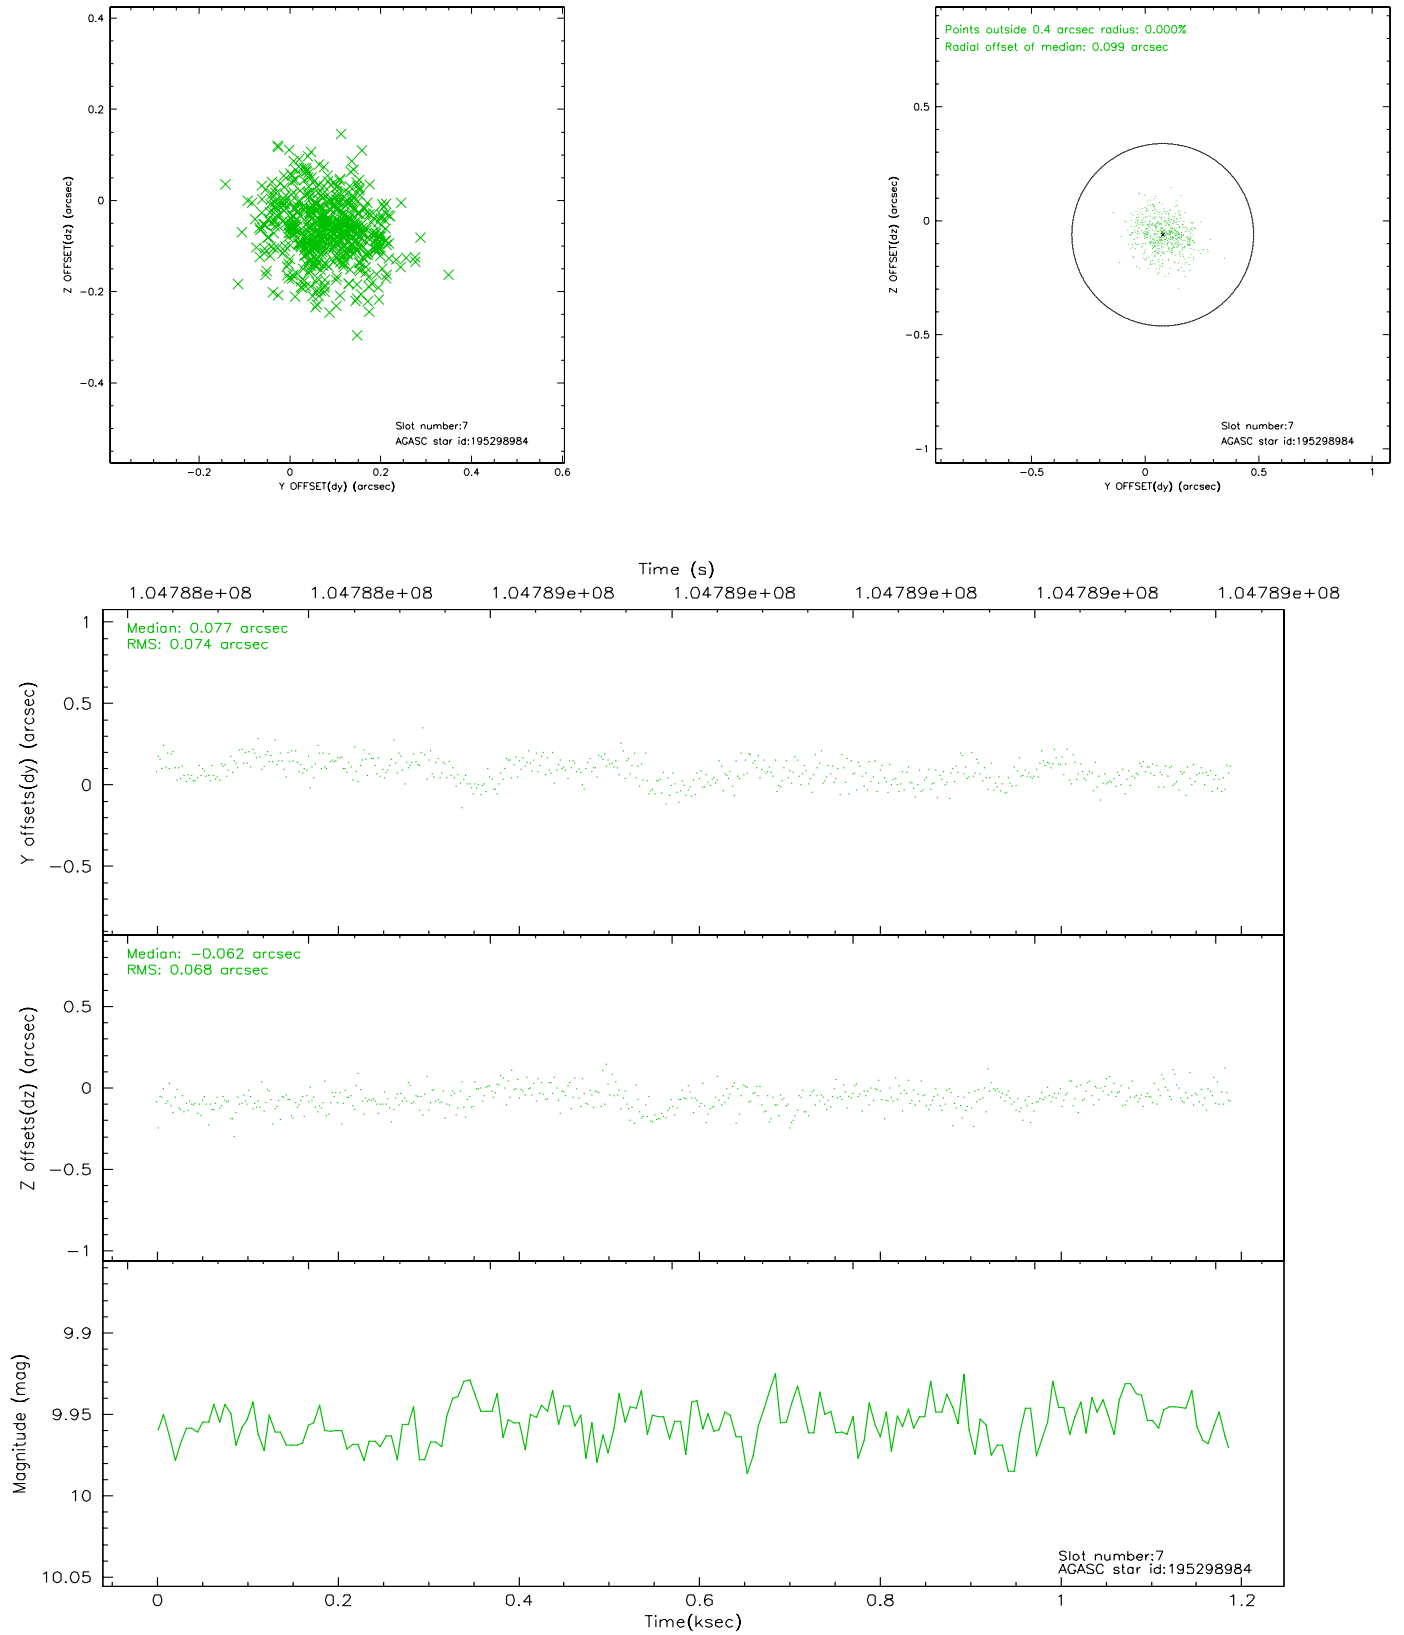 0.4
0.2
0
−0.2
−0.4
Z OFFSET(dz) (arcsec)
Slot number:7
AGASC star id:195298984
−0.2 0 0.2 0.4 0.6
Y OFFSET(dy) (arcsec)
Points outside 0.4 arcsec radius: 0.000%
Radial offset of median: 0.099 arcsec
0.5
0
−0.5
−1
Z OFFSET(dz) (arcsec)
Slot number:7
AGASC star id:195298984
−0.5 0 0.5 1
Y OFFSET(dy) (arcsec)
Time (s)
1.04788e+08 1.04788e+08 1.04789e+08 1.04789e+08 1.04789e+08 1.04789e+08 1.04789e+08
Median: 0.077 arcsec
RMS: 0.074 arcsec
1
0.5
0
−0.5
Y offsets(dy) (arcsec)
Median: −0.062 arcsec
RMS: 0.068 arcsec
0.5
0
−0.5
−1
Z offsets(dz) (arcsec)
9.9
9.95
10
10.05
Magnitude (mag)
Slot number:7
AGASC star id:195298984
0 0.2 0.4 0.6 0.8 1 1.2
Time(ksec)